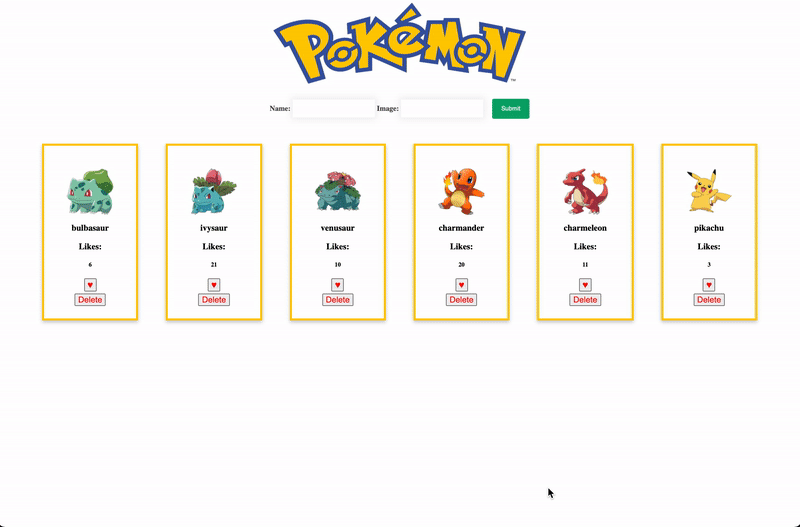 POKéMON
™
Name: Image: Submit
bulbasaur ivysaur venusaur charmander charmeleon pikachu
Likes: Likes: Likes: Likes: Likes: Likes:
6 21 10 20 11 3
♥ ♥ ♥ ♥ ♥ ♥
Delete Delete Delete Delete Delete Delete